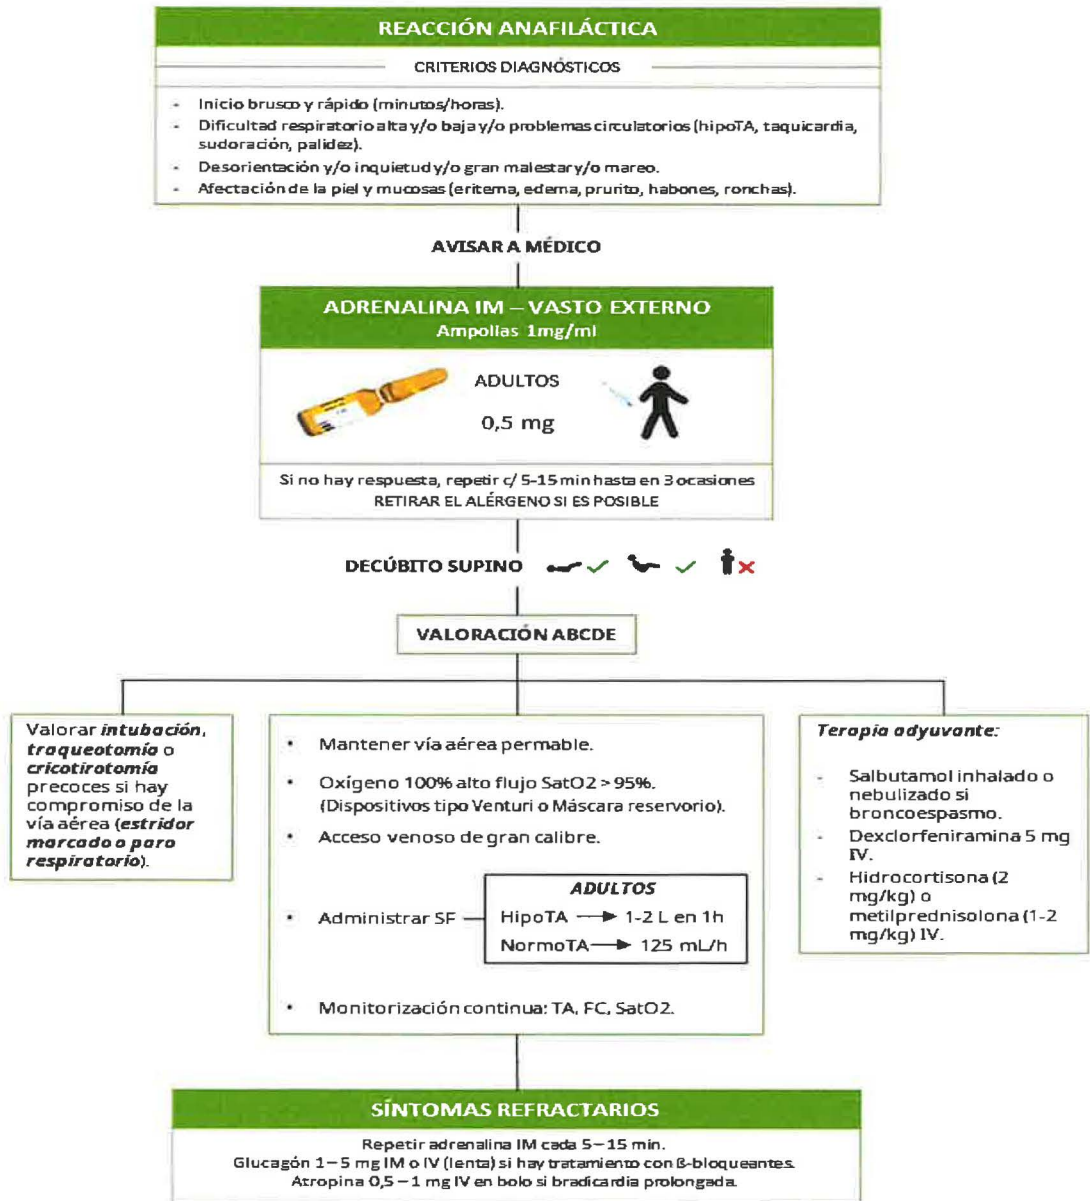 REACCIÓN ANAFILÁCTICA
CRITERIOS DIAGNÓSTICOS
- Inicio brusco y rápido (minutos/horas).
- Dificultad respiratorio alta y/o baja y/o problemas circulatorios (hipoTA, taquicardia,
sudoración, palidez).
- Desorientación y/o inquietud y/o gran malestar y/o mareo.
- Afectación de la piel y mucosas (eritema, edema, prurito, habones, ronchas).
AVISAR A MÉDICO
ADRENALINA IM – VASTO EXTERNO
Ampollas 1mg/ml
ADULTOS
0,5 mg
Si no hay respuesta, repetir c/ 5-15 min hasta en 3 ocasiones
RETIRAR EL ALÉRGENO SI ES POSIBLE
DECÚBITO SUPINO
VALORACIÓN ABCDE
Valorar intubación,
traqueotomía o
cricotirotomía
precoces si hay
compromiso de la
vía aérea (estridor
marcado o paro
respiratorio).
• Mantener vía aérea permable.
• Oxígeno 100% alto flujo SatO2 > 95%.
(Dispositivos tipo Venturi o Máscara reservorio).
• Acceso venoso de gran calibre.
• Administrar SF
ADULTOS
HipoTA → 1-2 L en 1h
NormoTA → 125 mL/h
• Monitorización continua: TA, FC, SatO2.
Terapia adyuvante:
- Salbutamol inhalado o
nebulizado si
broncoespasmo.
- Dexclorfeniramina 5 mg
IV.
- Hidrocortisona (2
mg/kg) o
metilprednisolona (1-2
mg/kg) IV.
SÍNTOMAS REFRACTARIOS
Repetir adrenalina IM cada 5–15 min.
Glucagón 1–5 mg IM o IV (lenta) si hay tratamiento con ß-bloqueantes.
Atropina 0,5–1 mg IV en bolo si bradicardia prolongada.